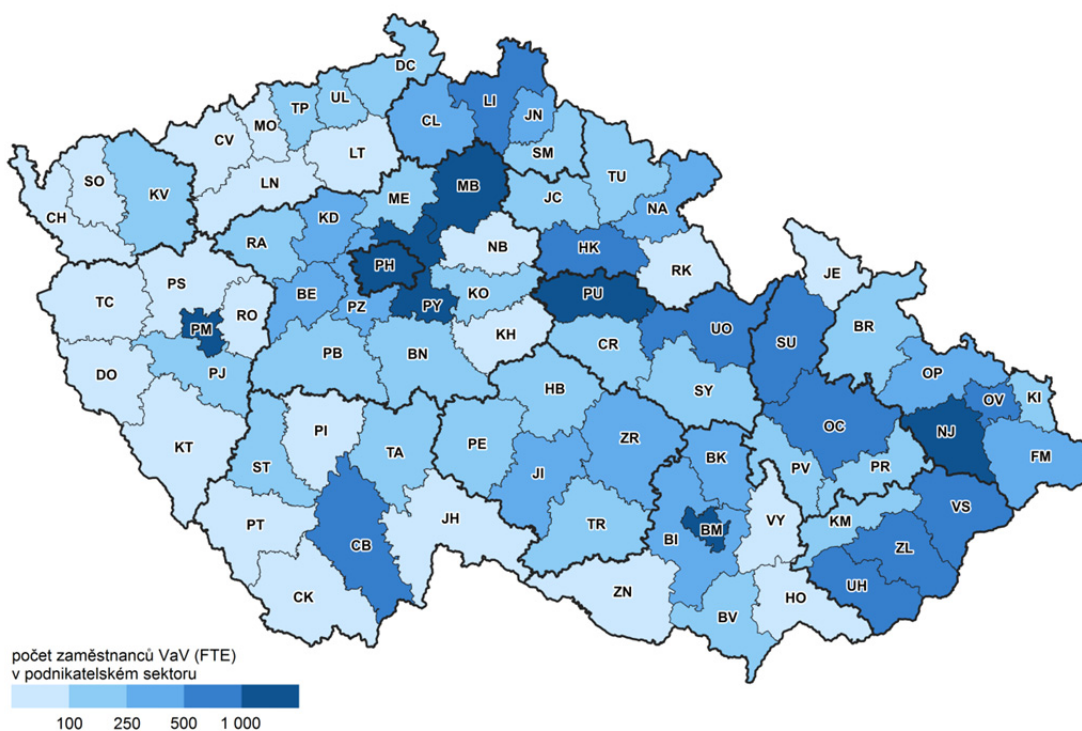 DC
LI
UL
TP
JN
CL
MO
CV
SM
LT
SO
LN
TU
MB
KV
JC
ME
NA
CH
KD
RA
NB
HK
PH
RK
JE
PS
TC
KO
PU
BE
PY
PZ
RO
PM
UO
BR
SU
KH
CR
PB
BN
DO
PJ
OP
HB
SY
KI
OV
OC
NJ
PI
ZR
KT
ST
TA
PE
BK
FM
PV
PR
JI
VS
JH
TR
VY
KM
PT
BM
BI
CB
ZL
UH
CK
ZN
HO
BV
počet zaměstnanců VaV (FTE)
v podnikatelském sektoru
100 250 500 1 000